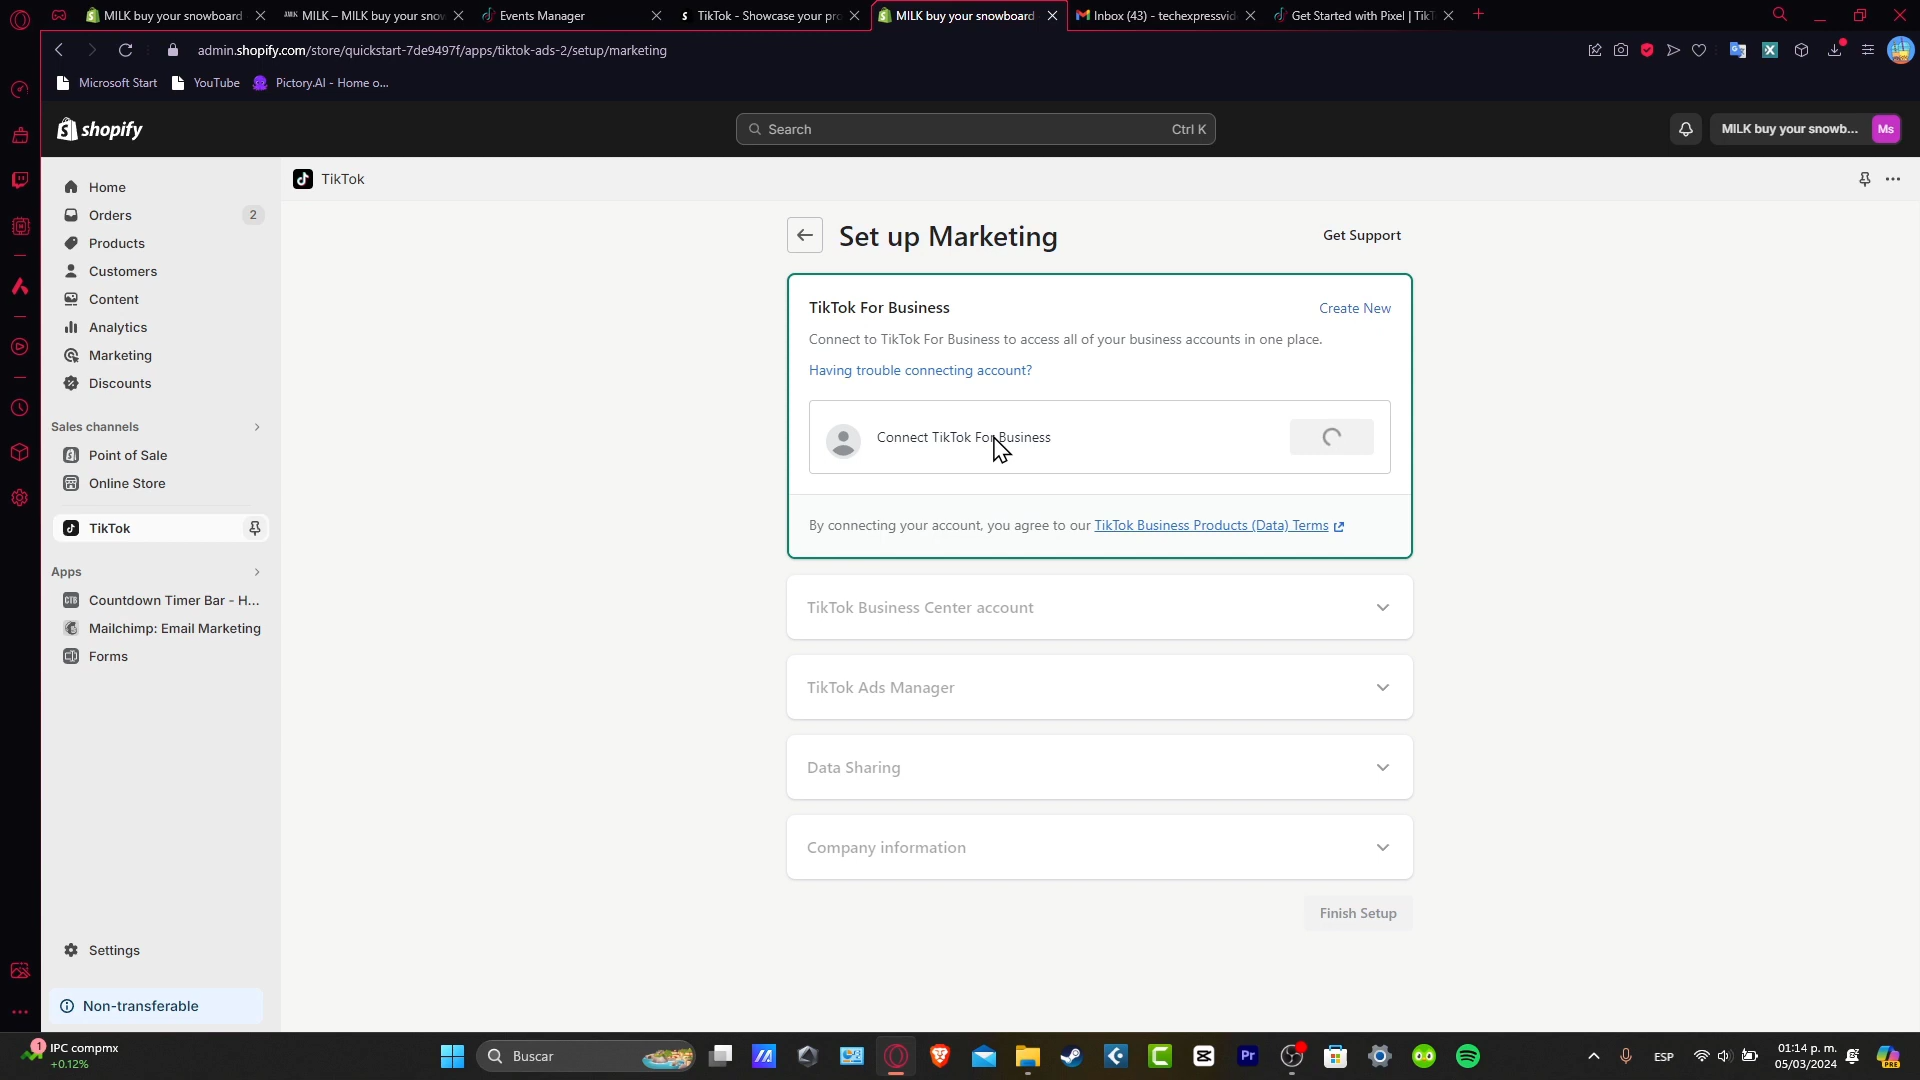 MILK buy your snowboard
MILK – MILK buy your snow
Events Manager
TikTok - Showcase your pro
MILK buy your snowboard
Inbox (43) - techexpressvid
Get Started with Pixel | TikT
admin.shopify.com/store/quickstart-7de9497f/apps/tiktok-ads-2/setup/marketing
Microsoft Start
YouTube
Pictory.AI - Home o...
shopify
Search
Ctrl K
MILK buy your snowb...
Ms
Home
Orders
2
Products
Customers
Content
Analytics
Marketing
Discounts
Sales channels
Point of Sale
Online Store
TikTok
Apps
CTB
Countdown Timer Bar - H...
Mailchimp: Email Marketing
Forms
Settings
Non-transferable
TikTok
Set up Marketing
Get Support
TikTok For Business
Create New
Connect to TikTok For Business to access all of your business accounts in one place.
Having trouble connecting account?
Connect TikTok For Business
By connecting your account, you agree to our TikTok Business Products (Data) Terms
TikTok Business Center account
TikTok Ads Manager
Data Sharing
Company information
Finish Setup
1
IPC compmx
+0.12%
Buscar
Pr
ESP
01:14 p. m.
05/03/2024
PRE